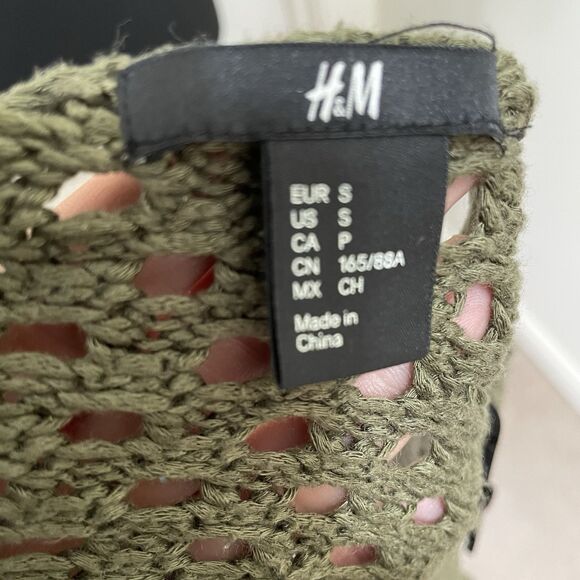 H&M
EUR S
US S
CA P
CN 165/88A
MX CH
Made in
China